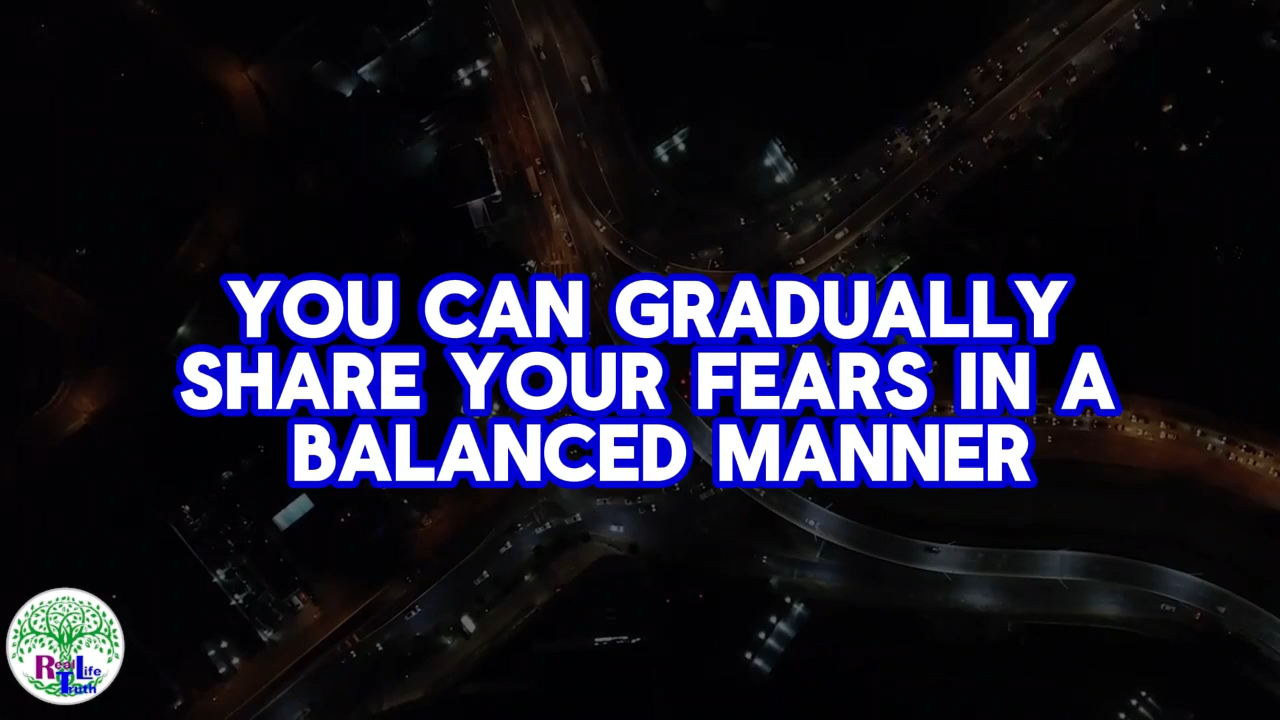 YOU CAN GRADUALLY
SHARE YOUR FEARS IN A
BALANCED MANNER
Real Life
Truth